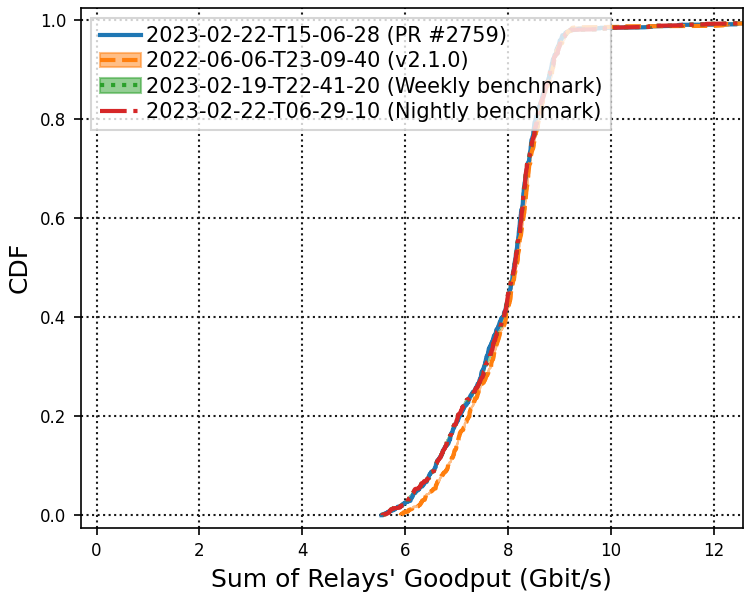 2023-02-22-T15-06-28 (PR #2759)
2022-06-06-T23-09-40 (v2.1.0)
2023-02-19-T22-41-20 (Weekly benchmark)
2023-02-22-T06-29-10 (Nightly benchmark)
CDF
1.0
0.8
0.6
0.4
0.2
0.0
0 2 4 6 8 10 12
Sum of Relays' Goodput (Gbit/s)